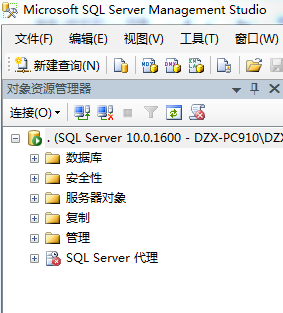 Microsoft SQL Server Management Studio
文件(F) 编辑(E) 视图(V) 工具(T) 窗口(W)
新建查询(N)
对象资源管理器
连接(O)
. (SQL Server 10.0.1600 - DZX-PC910\DZ
数据库
安全性
服务器对象
复制
管理
SQL Server 代理